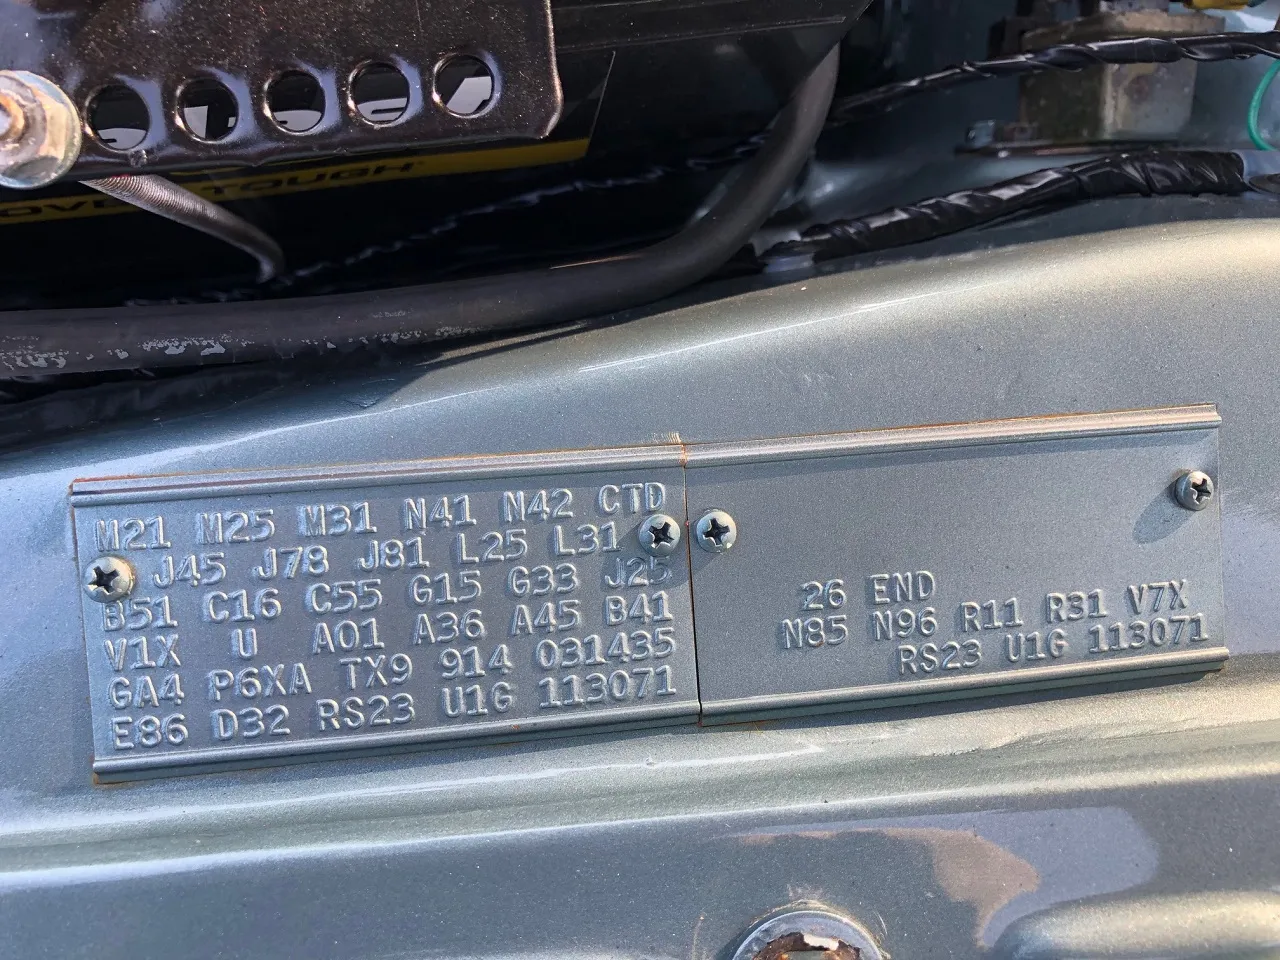 TOUGH
M21 M25 M31 N41 N42 CTD
J45 J78 J81 L25 L31
B51 C16 C55 G15 G33 J25
V1X U A01 A36 A45 B41
GA4 P6XA TX9 914 031435
E86 D32 RS23 U1G 113071
26 END
N85 N96 R11 R31 V7X
RS23 U1G 113071